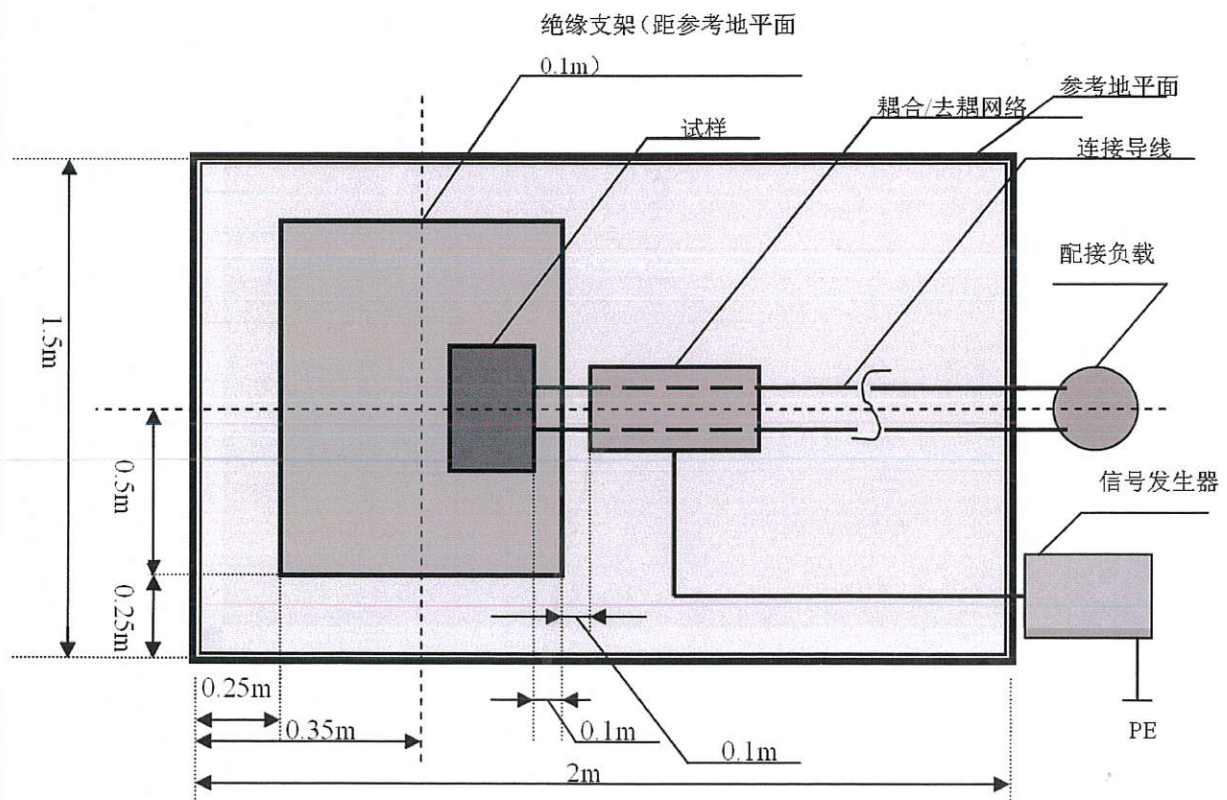 绝缘支架（距参考地平面
0.1m）
参考地平面
耦合/去耦网络
试样
连接导线
配接负载
1.5m
0.5m
信号发生器
0.25m
0.25m
0.35m
0.1m
0.1m
PE
2m